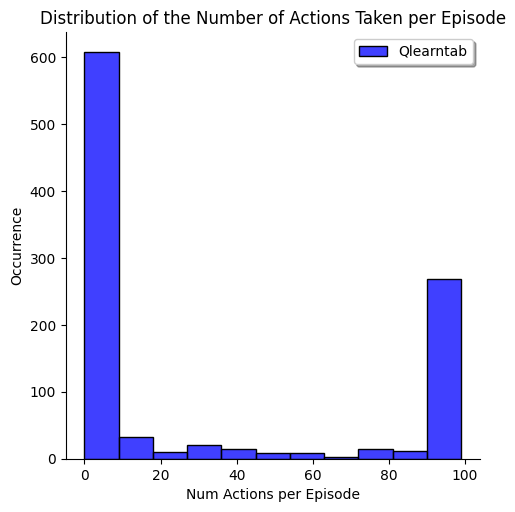 Distribution of the Number of Actions Taken per Episode
Qlearntab
600
500
400
300
200
100
0
Occurrence
0 20 40 60 80 100
Num Actions per Episode